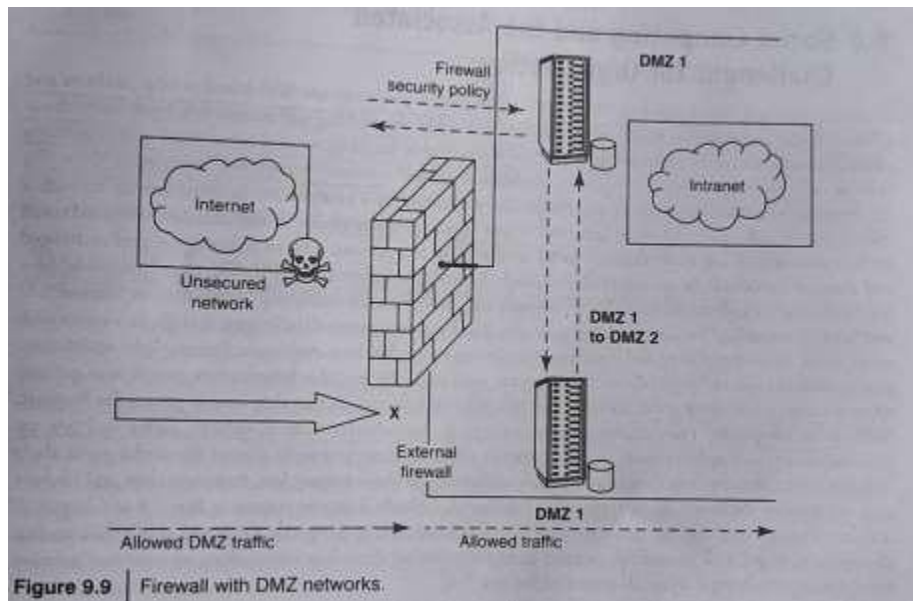 DMZ 1
Firewall
security policy
Internet
Intranet
Unsecured
network
DMZ 1
to DMZ 2
X
External
firewall
DMZ 1
Allowed DMZ traffic
Allowed traffic
Figure 9.9 Firewall with DMZ networks.